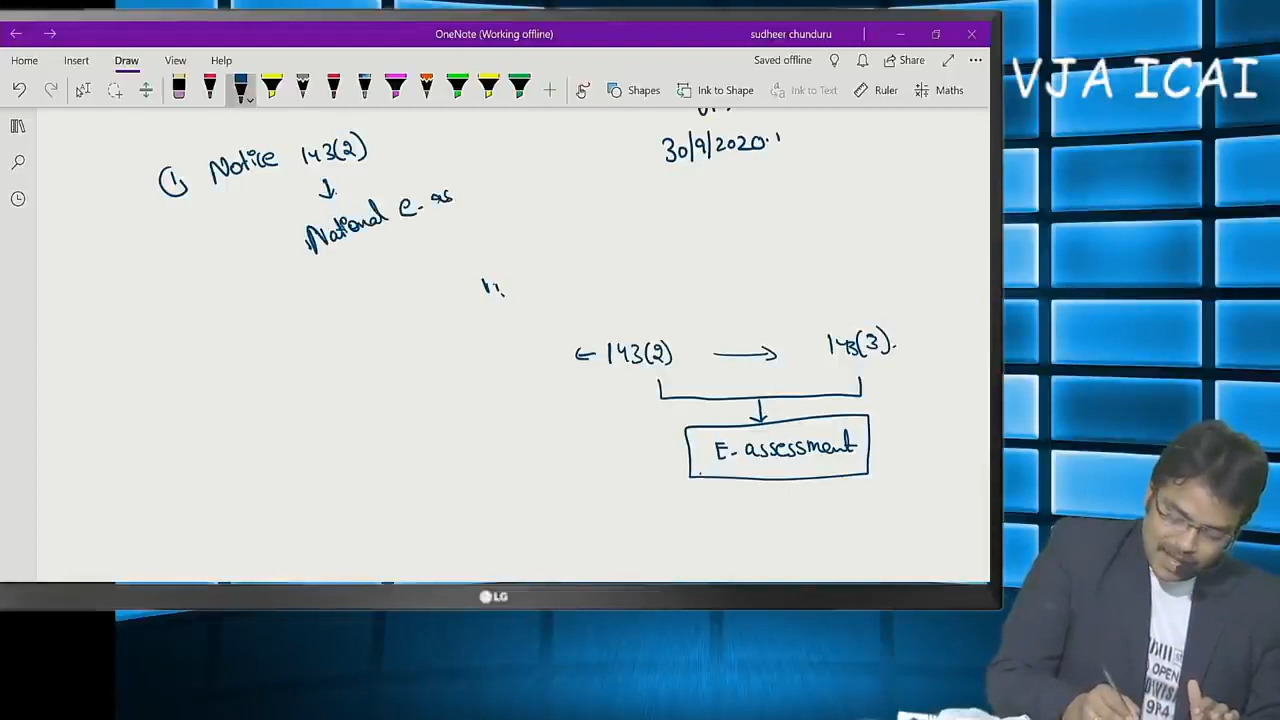 VJA ICAI
OneNote (Working offline)
sudheer chunduru
Home Insert Draw View Help
Saved offline
Share
Shapes
Ink to Shape
Ink to Text
Ruler
Maths
30/9/2020
① Notice 143(2)
↓
National e-as
← 143(2) → 143(3).
E-assessment
LG
OPEN
9P4